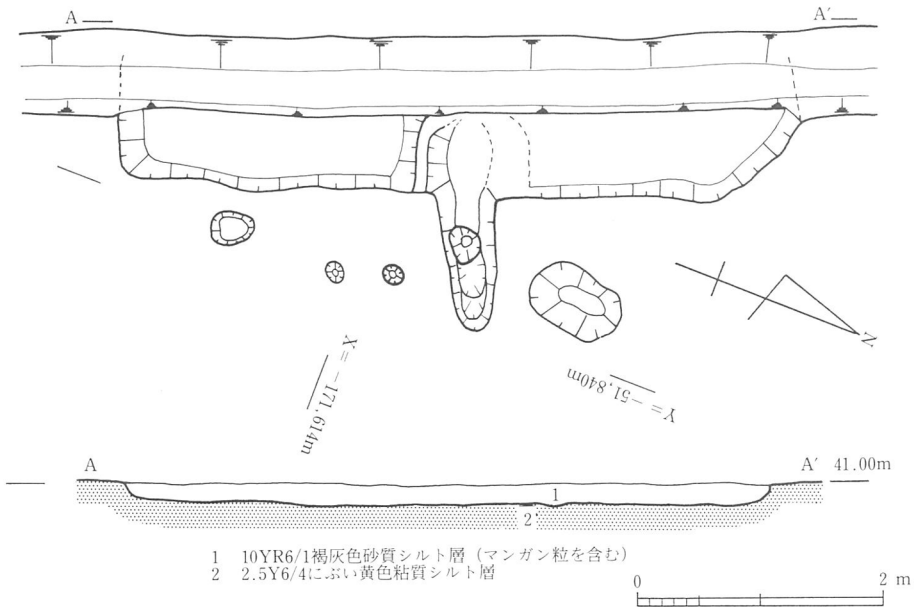 A A′
N
X=-171,614m
Y=-51,840m
A A′ 41.00m
1
2
1 10YR6/1褐灰色砂質シルト層（マンガン粒を含む）
2 2.5Y6/4にぶい黄色粘質シルト層
0 2 m